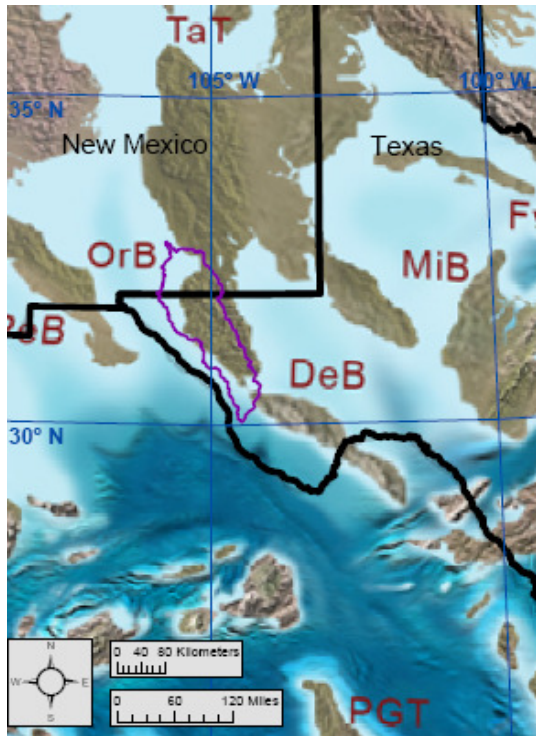 TaT
105° W
100° W
35° N
New Mexico
Texas
OrB
MiB
DeB
30° N
N
W
E
S
0 40 80 Kilometers
0 60 120 Miles
PGT